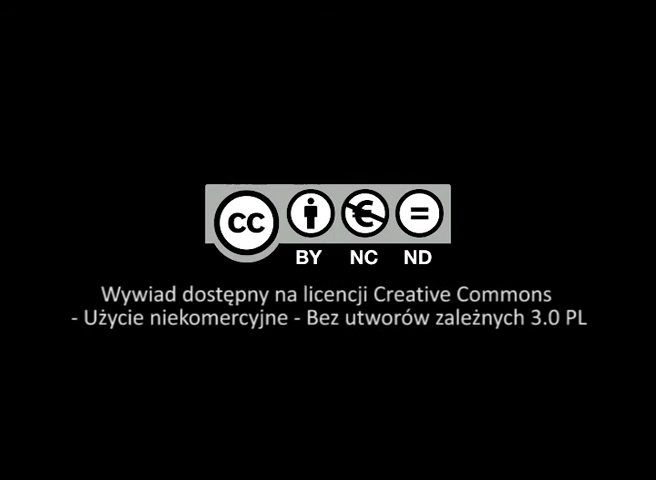 CC
BY NC ND
Wywiad dostępny na licencji Creative Commons
- Użycie niekomercyjne - Bez utworów zależnych 3.0 PL